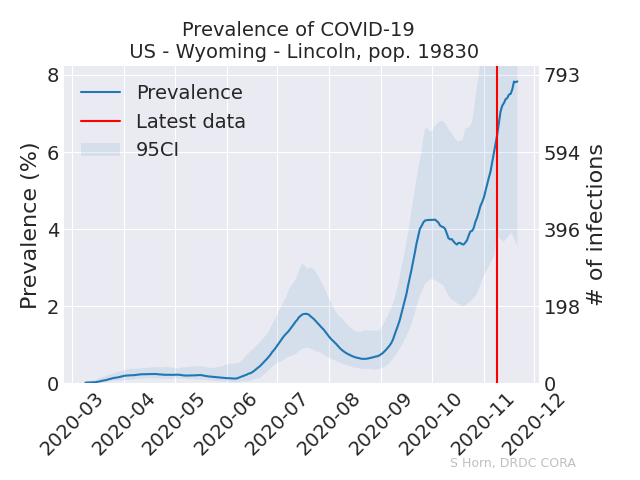 Prevalence of COVID-19
US - Wyoming - Lincoln, pop. 19830
Prevalence
Latest data
95CI
Prevalence (%)
8
6
4
2
0
793
594
396
198
0
# of infections
2020-03
2020-04
2020-05
2020-06
2020-07
2020-08
2020-09
2020-10
2020-11
2020-12
S Horn, DRDC CORA